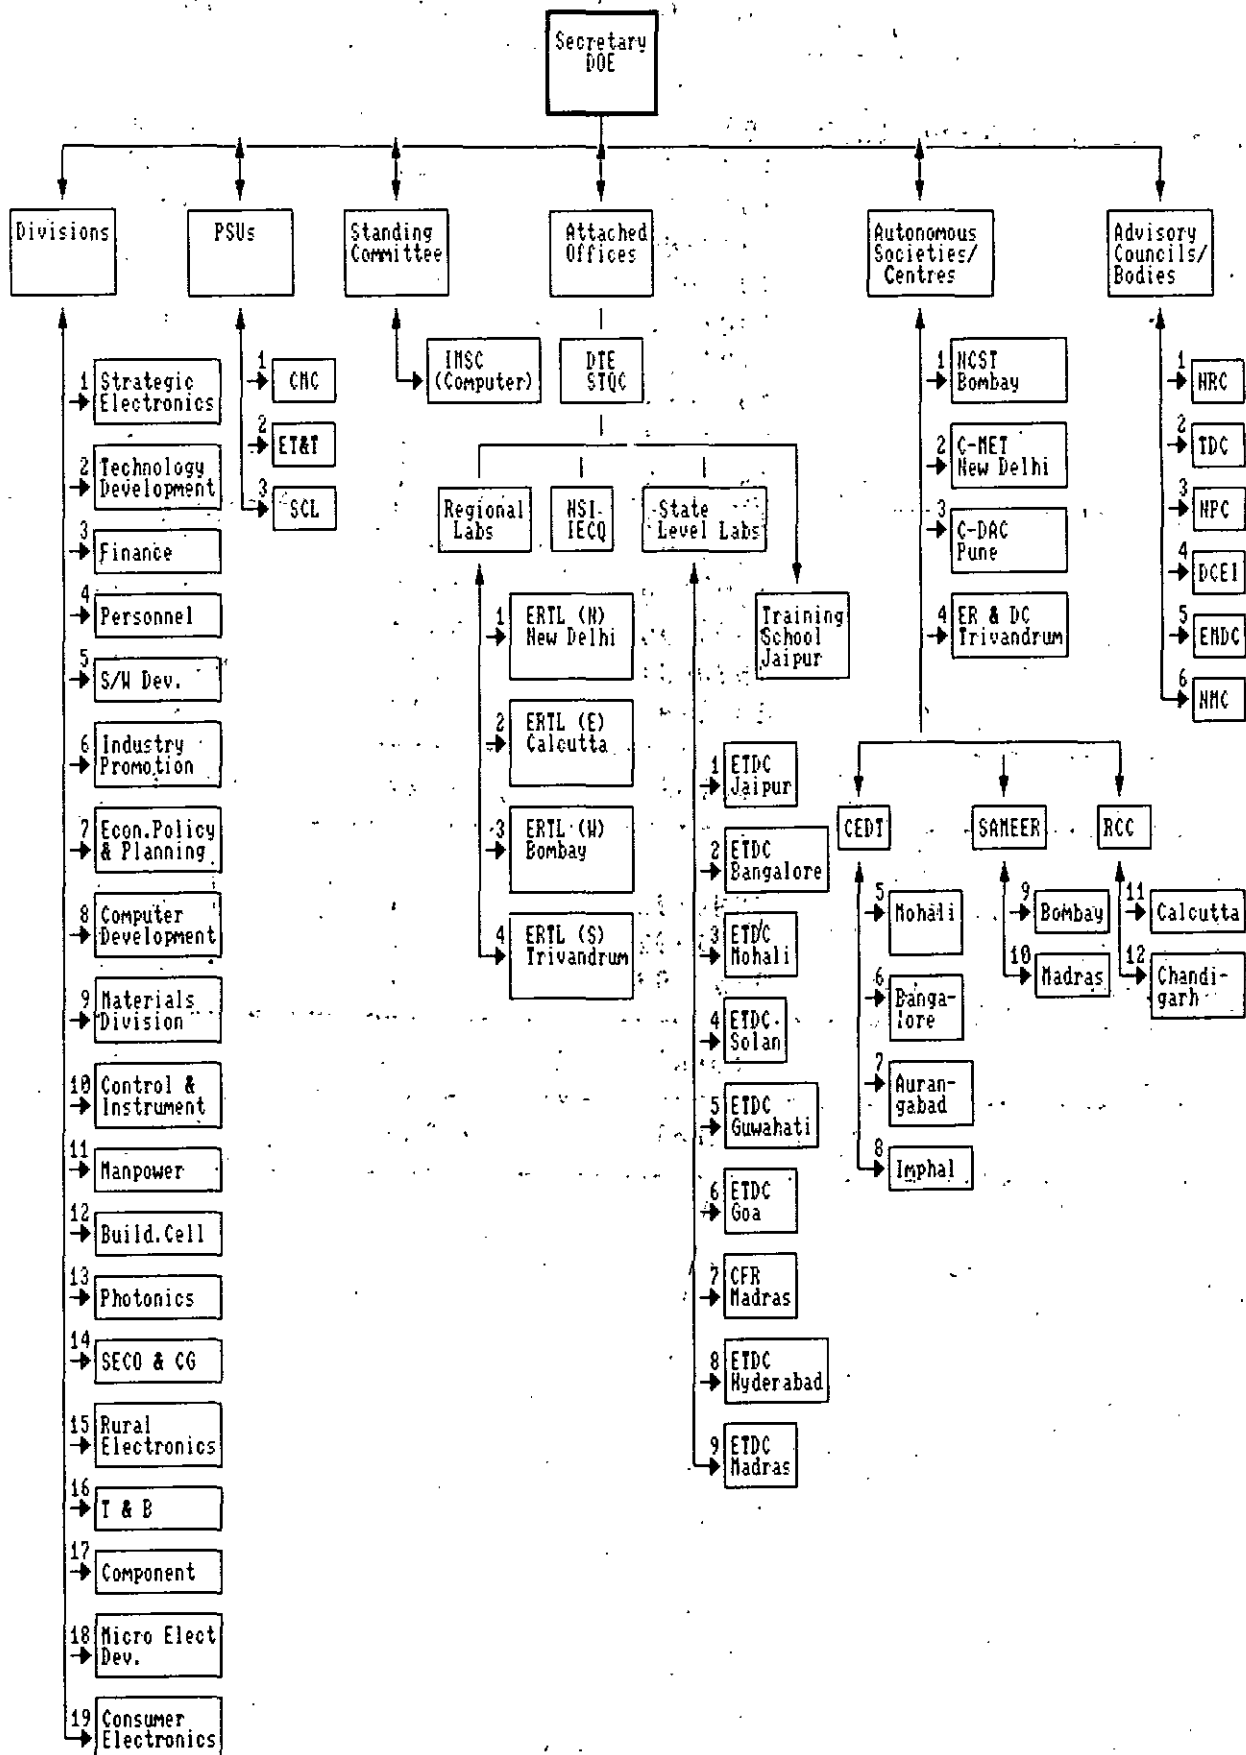 Secretary
DOE
Divisions
PSUs
Standing
Committee
Attached
Offices
Autonomous
Societies/
Centres
Advisory
Councils/
Bodies
1 Strategic
Electronics
2 Technology
Development
3
Finance
4
Personnel
5
S/W Dev.
6 Industry
Promotion
7 Econ.Policy
& Planning
8 Computer
Development
9 Materials
Division
10 Control &
Instrument
11
Manpower
12
Build.Cell
13
Photonics
14
SECO & CG
15 Rural
Electronics
16
T & B
17
Component
18 Micro Elect
Dev.
19 Consumer
Electronics
1
CMC
2
ET&T
3
SCL
IMSC
(Computer)
DTE
STQC
Regional
Labs
NSI-
IECQ
State
Level Labs
Training
School
Jaipur
1 ERTL (N)
New Delhi
2 ERTL (E)
Calcutta
3 ERTL (W)
Bombay
4 ERTL (S)
Trivandrum
1 ETDC
Jaipur
2 ETDC
Bangalore
3 ETDC
Mohali
4 ETDC
Solan
5 ETDC
Guwahati
6 ETDC
Goa
7 CFR
Madras
8 ETDC
Hyderabad
9 ETDC
Madras
1 NCST
Bombay
2 C-MET
New Delhi
3 C-DAC
Pune
4 ER & DC
Trivandrum
CEDT
SAMEER
RCC
5
Mohali
6
Banga-
lore
7
Auran-
gabad
8
Imphal
9
Bombay
10
Madras
11
Calcutta
12
Chandi-
garh
1
NRC
2
TDC
3
NPC
4
DCEI
5
EMDC
6
NMC